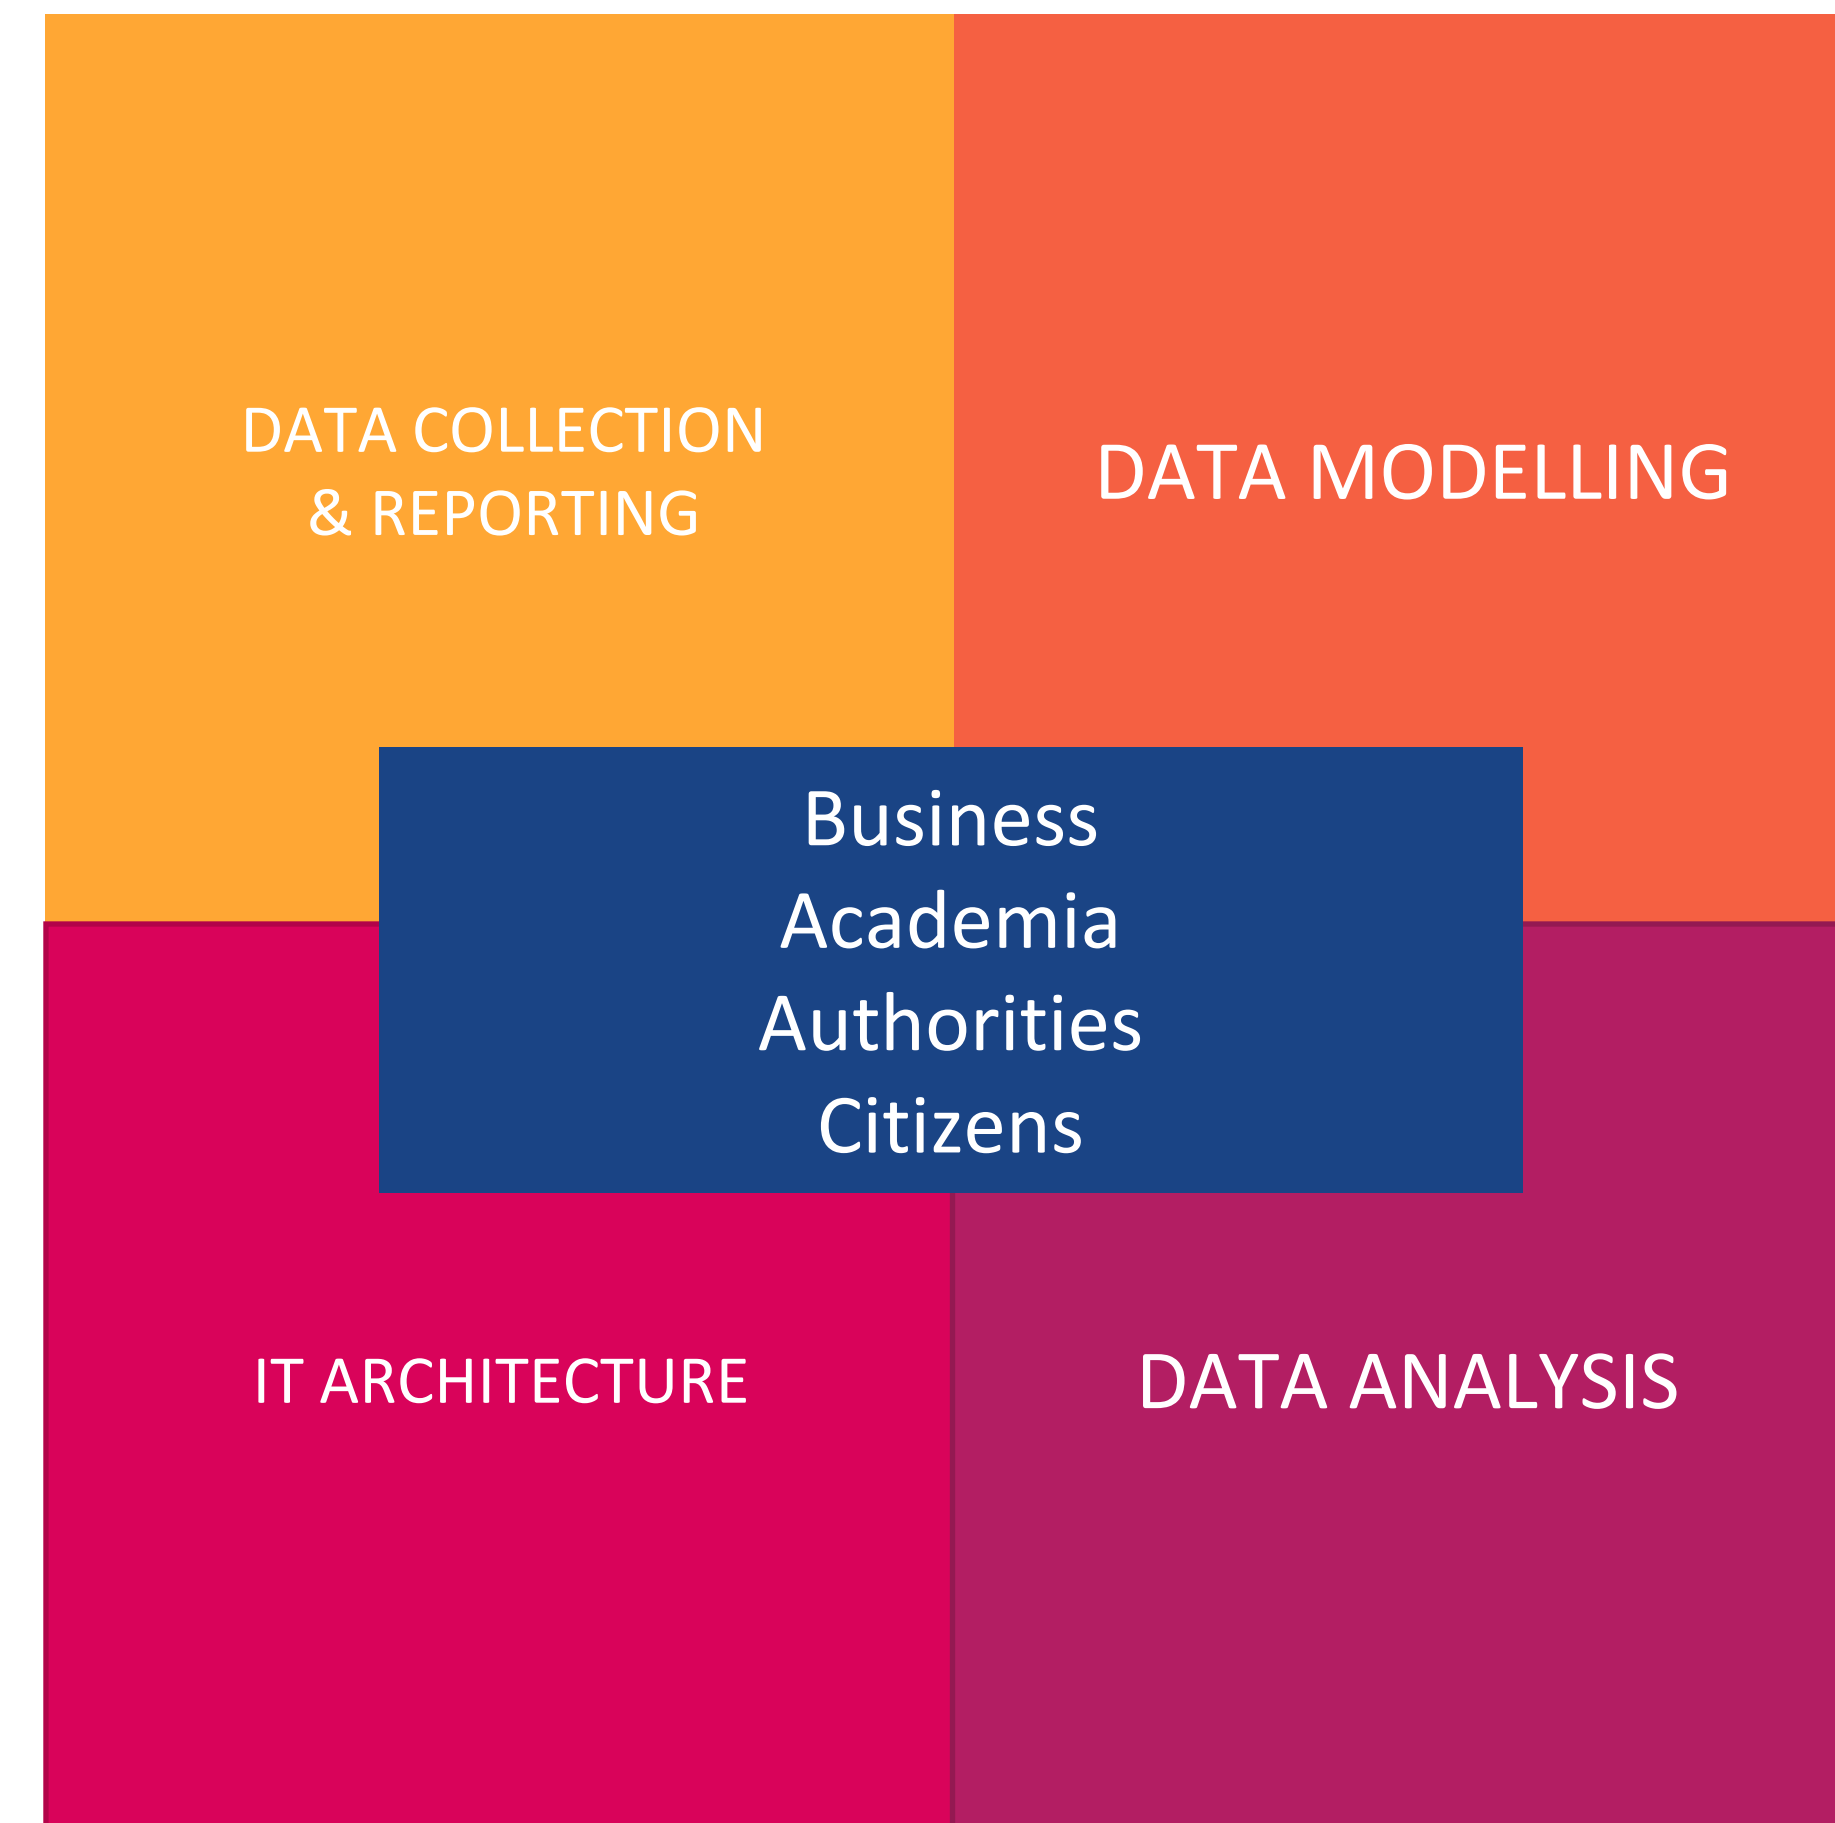 DATA COLLECTION
& REPORTING
DATA MODELLING
Business
Academia
Authorities
Citizens
IT ARCHITECTURE
DATA ANALYSIS